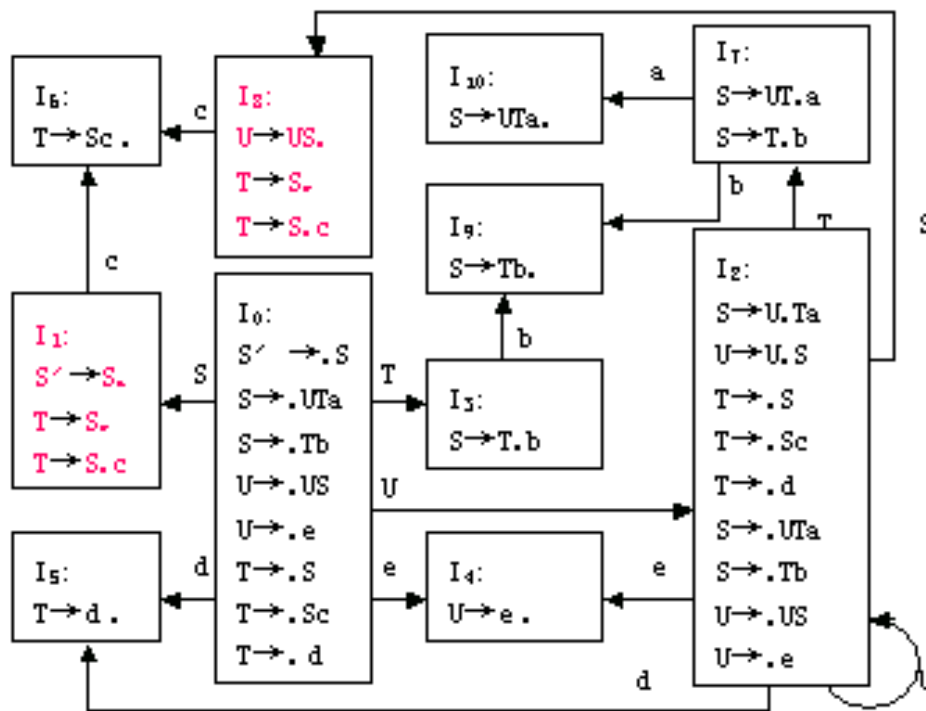 I₆:
T→Sc.
c
I₈:
U→US.
T→S.
T→S.c
I₁₀:
S→UTa.
a
I₇:
S→UT.a
S→T.b
b
T
S
I₉:
S→Tb.
c
b
I₁:
S′→S.
T→S.
T→S.c
S
I₀:
S′→.S
S→.UTa
S→.Tb
U→.US
U→.e
T→.S
T→.Sc
T→.d
T
I₃:
S→T.b
U
I₂:
S→U.Ta
U→U.S
T→.S
T→.Sc
T→.d
S→.UTa
S→.Tb
U→.US
U→.e
I₅:
T→d.
d
e
I₄:
U→e.
e
d
U